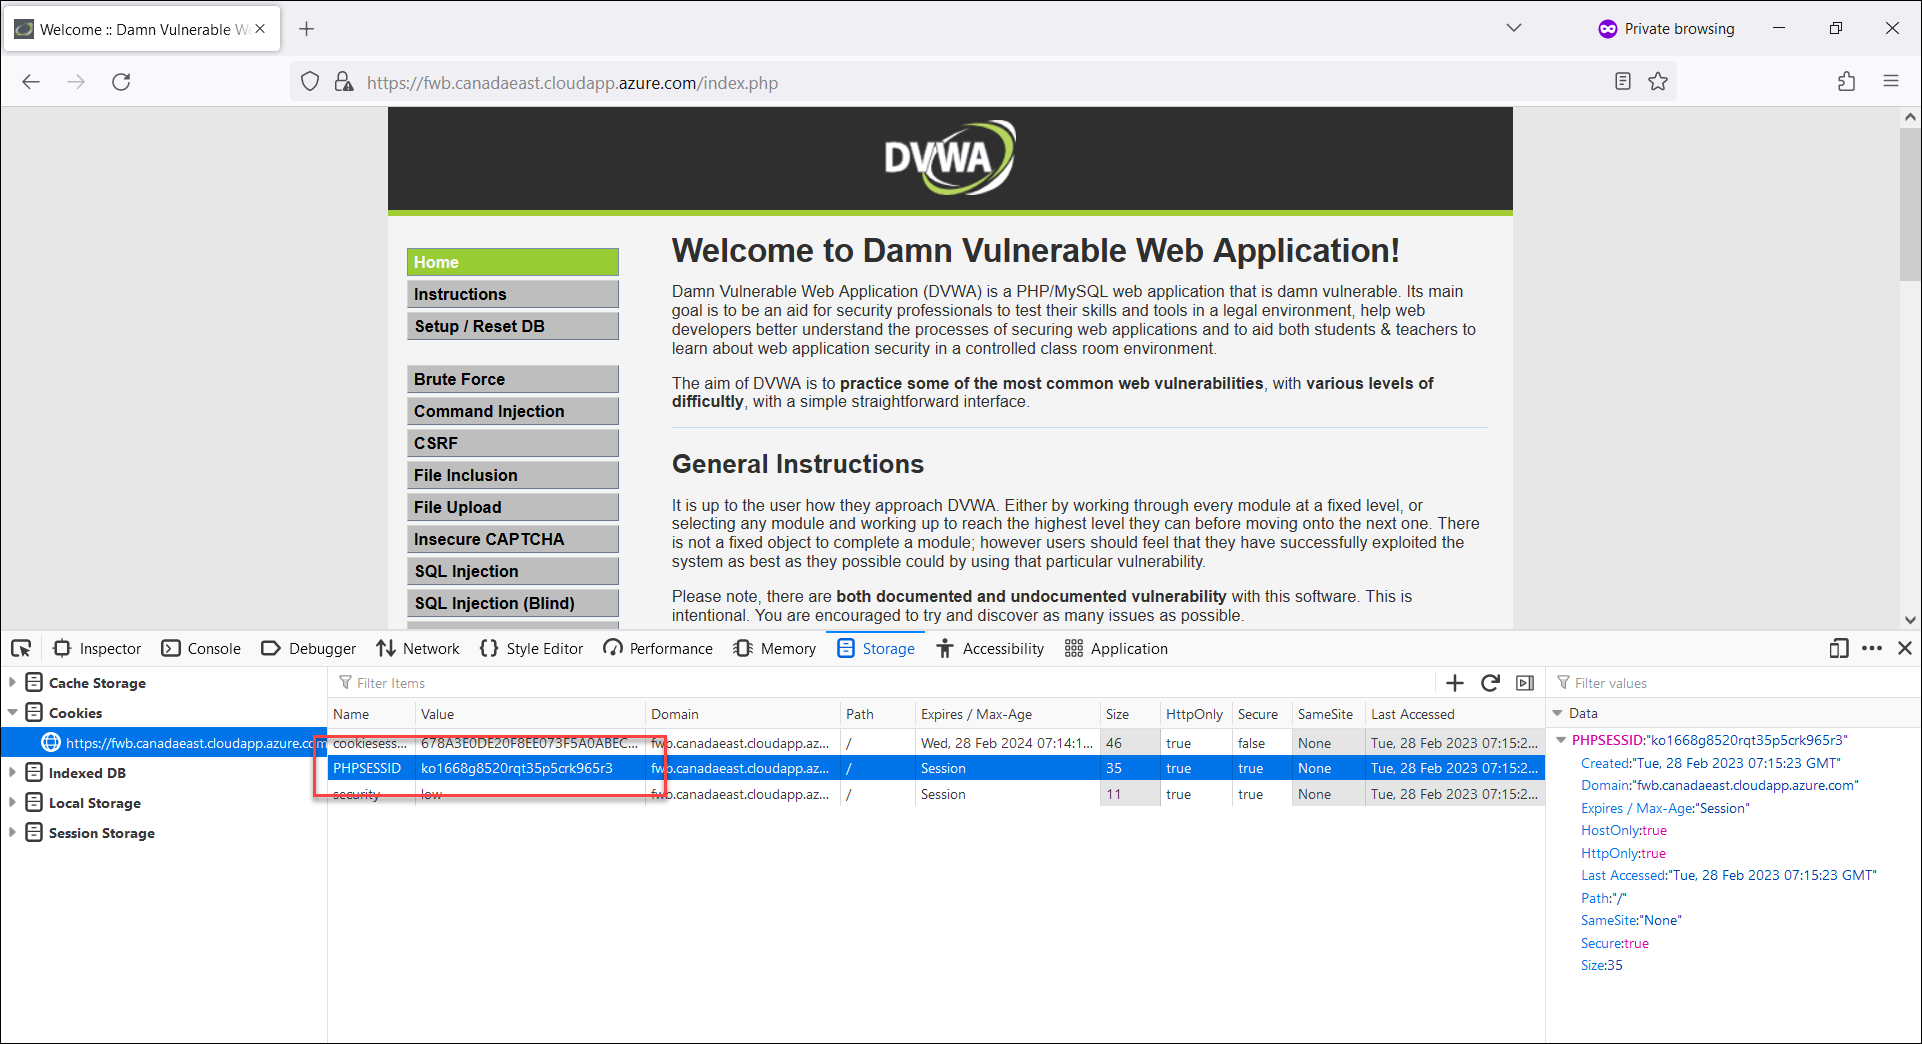 Welcome :: Damn Vulnerable We
Private browsing
https://fwb.canadaeast.cloudapp.azure.com/index.php
DVWA
Home
Instructions
Setup / Reset DB
Brute Force
Command Injection
CSRF
File Inclusion
File Upload
Insecure CAPTCHA
SQL Injection
SQL Injection (Blind)
Welcome to Damn Vulnerable Web Application!
Damn Vulnerable Web Application (DVWA) is a PHP/MySQL web application that is damn vulnerable. Its main
goal is to be an aid for security professionals to test their skills and tools in a legal environment, help web
developers better understand the processes of securing web applications and to aid both students & teachers to
learn about web application security in a controlled class room environment.
The aim of DVWA is to practice some of the most common web vulnerabilities, with various levels of
difficultly, with a simple straightforward interface.
General Instructions
It is up to the user how they approach DVWA. Either by working through every module at a fixed level, or
selecting any module and working up to reach the highest level they can before moving onto the next one. There
is not a fixed object to complete a module; however users should feel that they have successfully exploited the
system as best as they possible could by using that particular vulnerability.
Please note, there are both documented and undocumented vulnerability with this software. This is
intentional. You are encouraged to try and discover as many issues as possible.
Inspector Console Debugger Network Style Editor Performance Memory Storage Accessibility Application
Cache Storage
Cookies
https://fwb.canadaeast.cloudapp.azure.com
Indexed DB
Local Storage
Session Storage
Filter Items
Name Value Domain Path Expires / Max-Age Size HttpOnly Secure SameSite Last Accessed
cookiesess... 678A3E0DE20F8EE073F5A0ABEC... fwb.canadaeast.cloudapp.az... / Wed, 28 Feb 2024 07:14:1... 46 true false None Tue, 28 Feb 2023 07:15:2...
PHPSESSID ko1668g8520rqt35p5crk965r3 fwb.canadaeast.cloudapp.az... / Session 35 true true None Tue, 28 Feb 2023 07:15:2...
security low fwb.canadaeast.cloudapp.az... / Session 11 true true None Tue, 28 Feb 2023 07:15:2...
Filter values
Data
PHPSESSID:"ko1668g8520rqt35p5crk965r3"
Created:"Tue, 28 Feb 2023 07:15:23 GMT"
Domain:"fwb.canadaeast.cloudapp.azure.com"
Expires / Max-Age:"Session"
HostOnly:true
HttpOnly:true
Last Accessed:"Tue, 28 Feb 2023 07:15:23 GMT"
Path:"/"
SameSite:"None"
Secure:true
Size:35